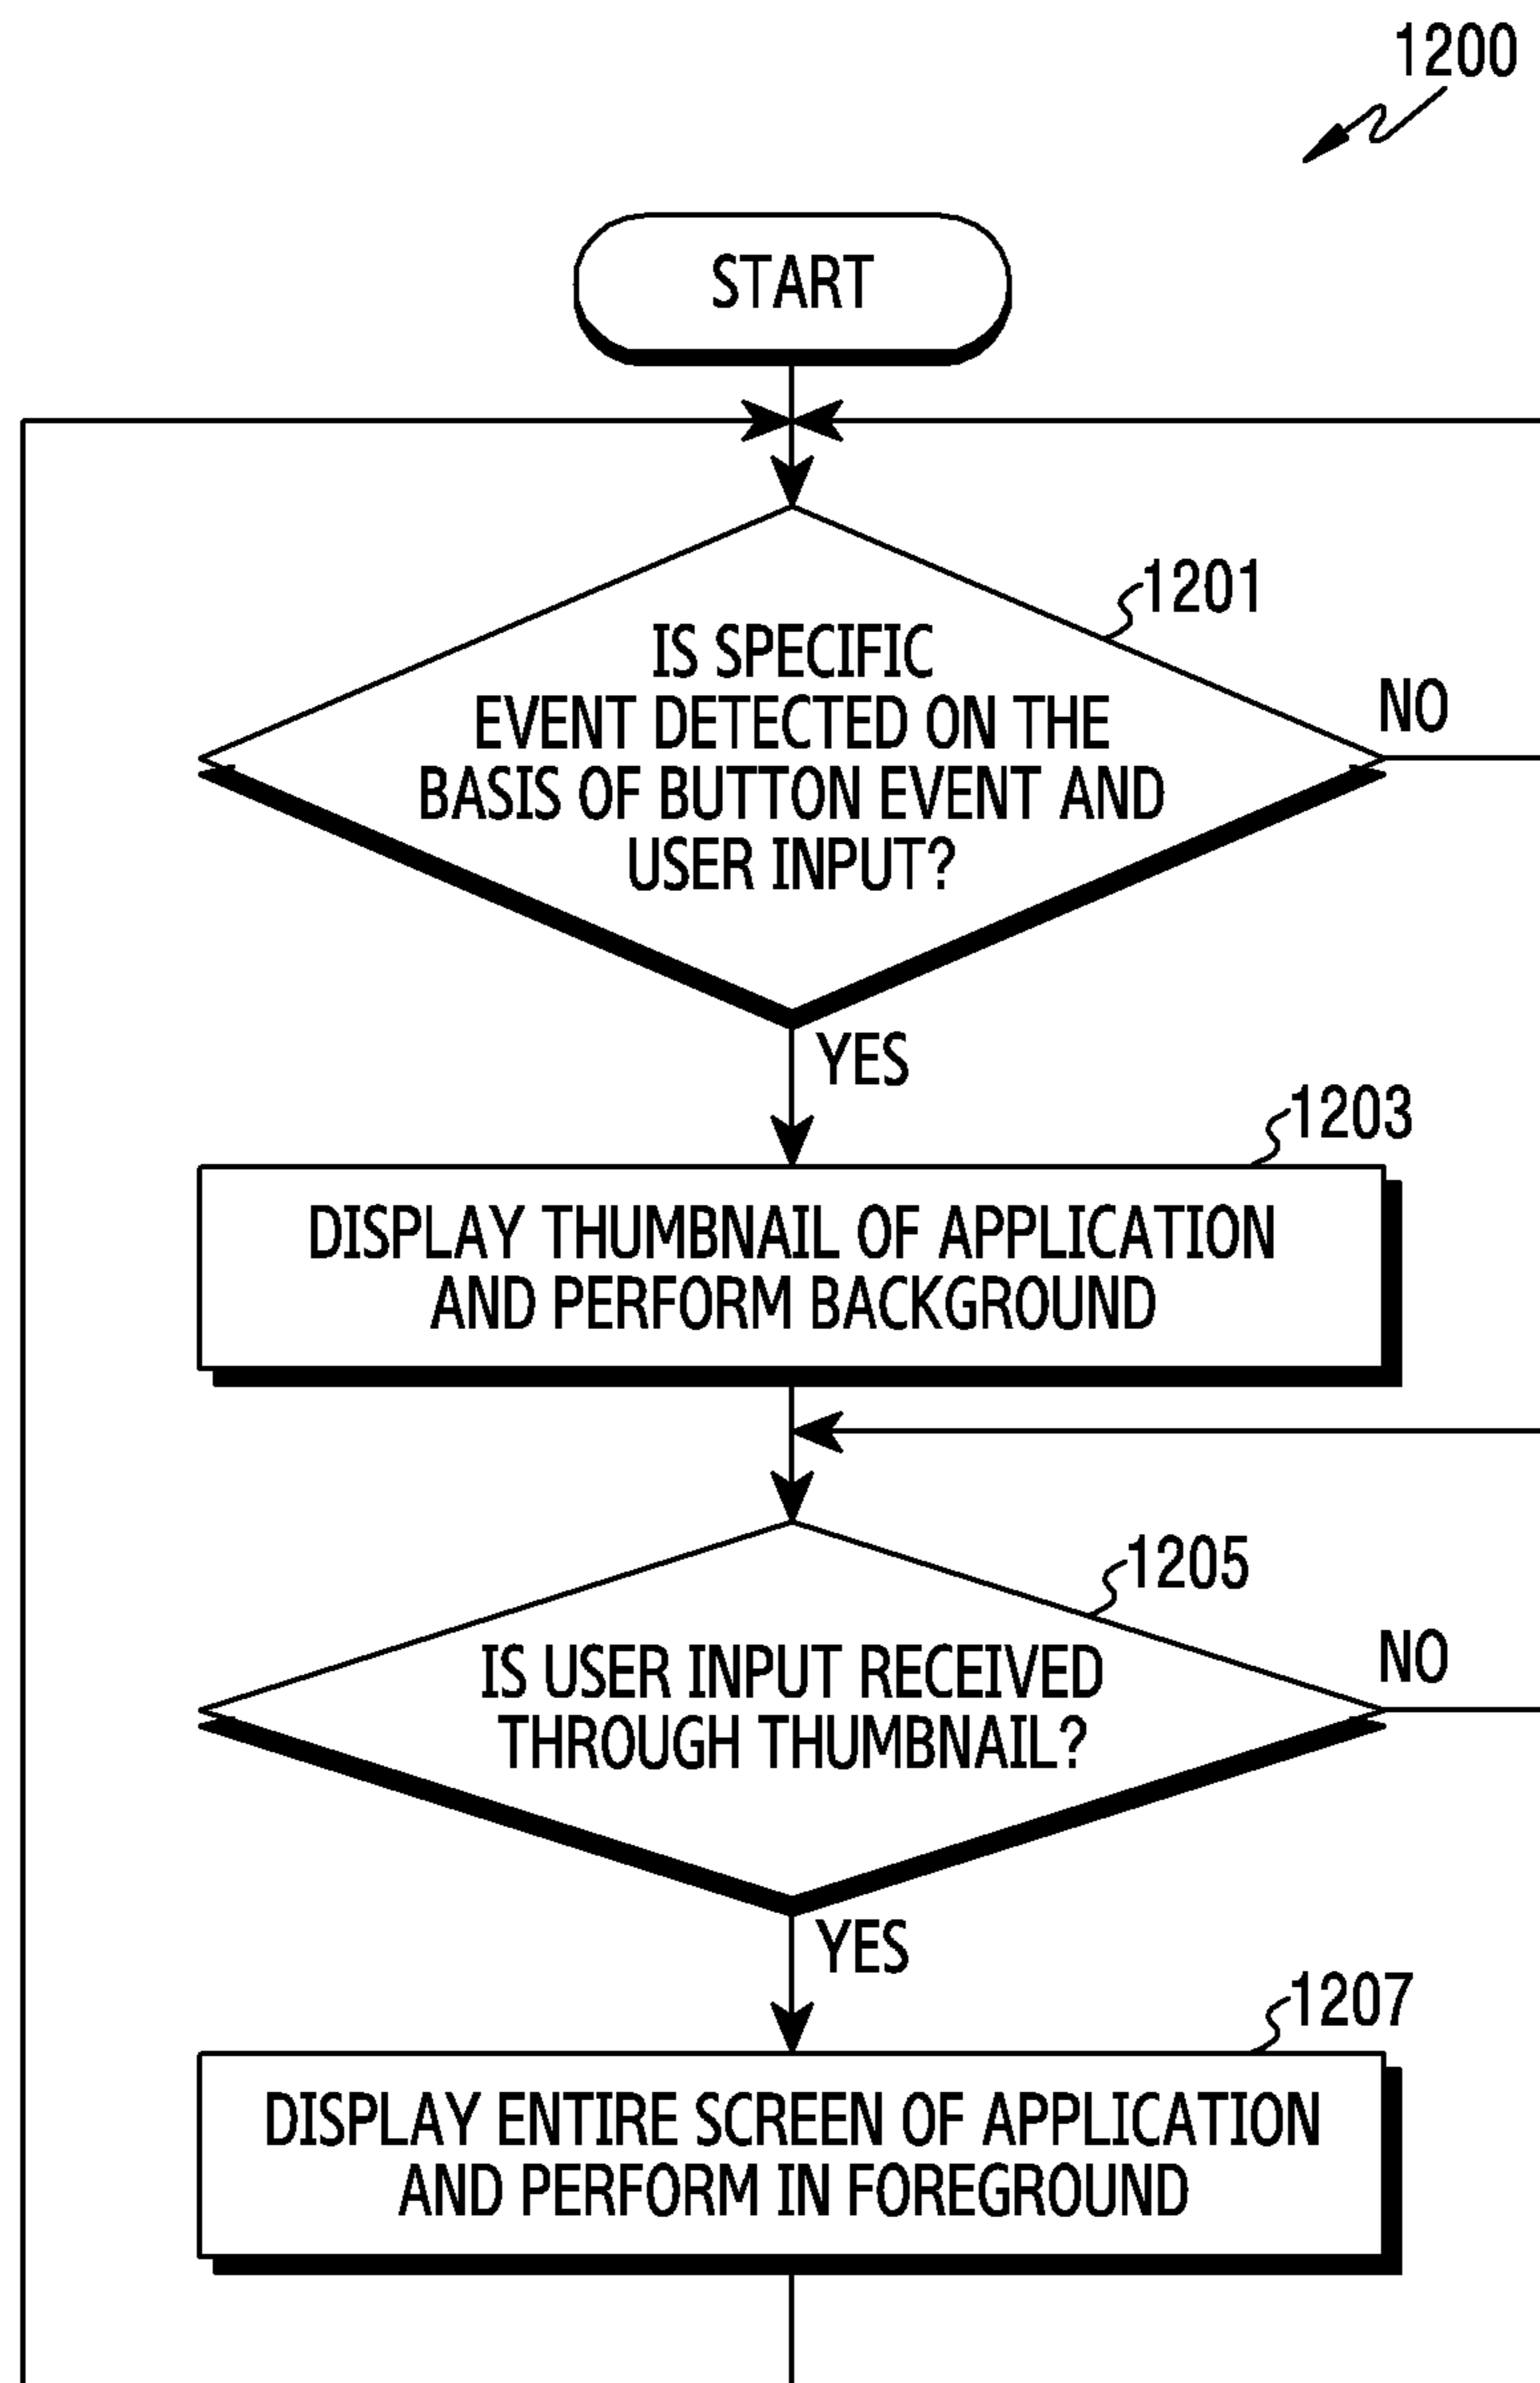 1200
START
1201
IS SPECIFIC
EVENT DETECTED ON THE
BASIS OF BUTTON EVENT AND
USER INPUT?
NO
YES
1203
DISPLAY THUMBNAIL OF APPLICATION
AND PERFORM BACKGROUND
1205
IS USER INPUT RECEIVED
THROUGH THUMBNAIL?
NO
YES
1207
DISPLAY ENTIRE SCREEN OF APPLICATION
AND PERFORM IN FOREGROUND